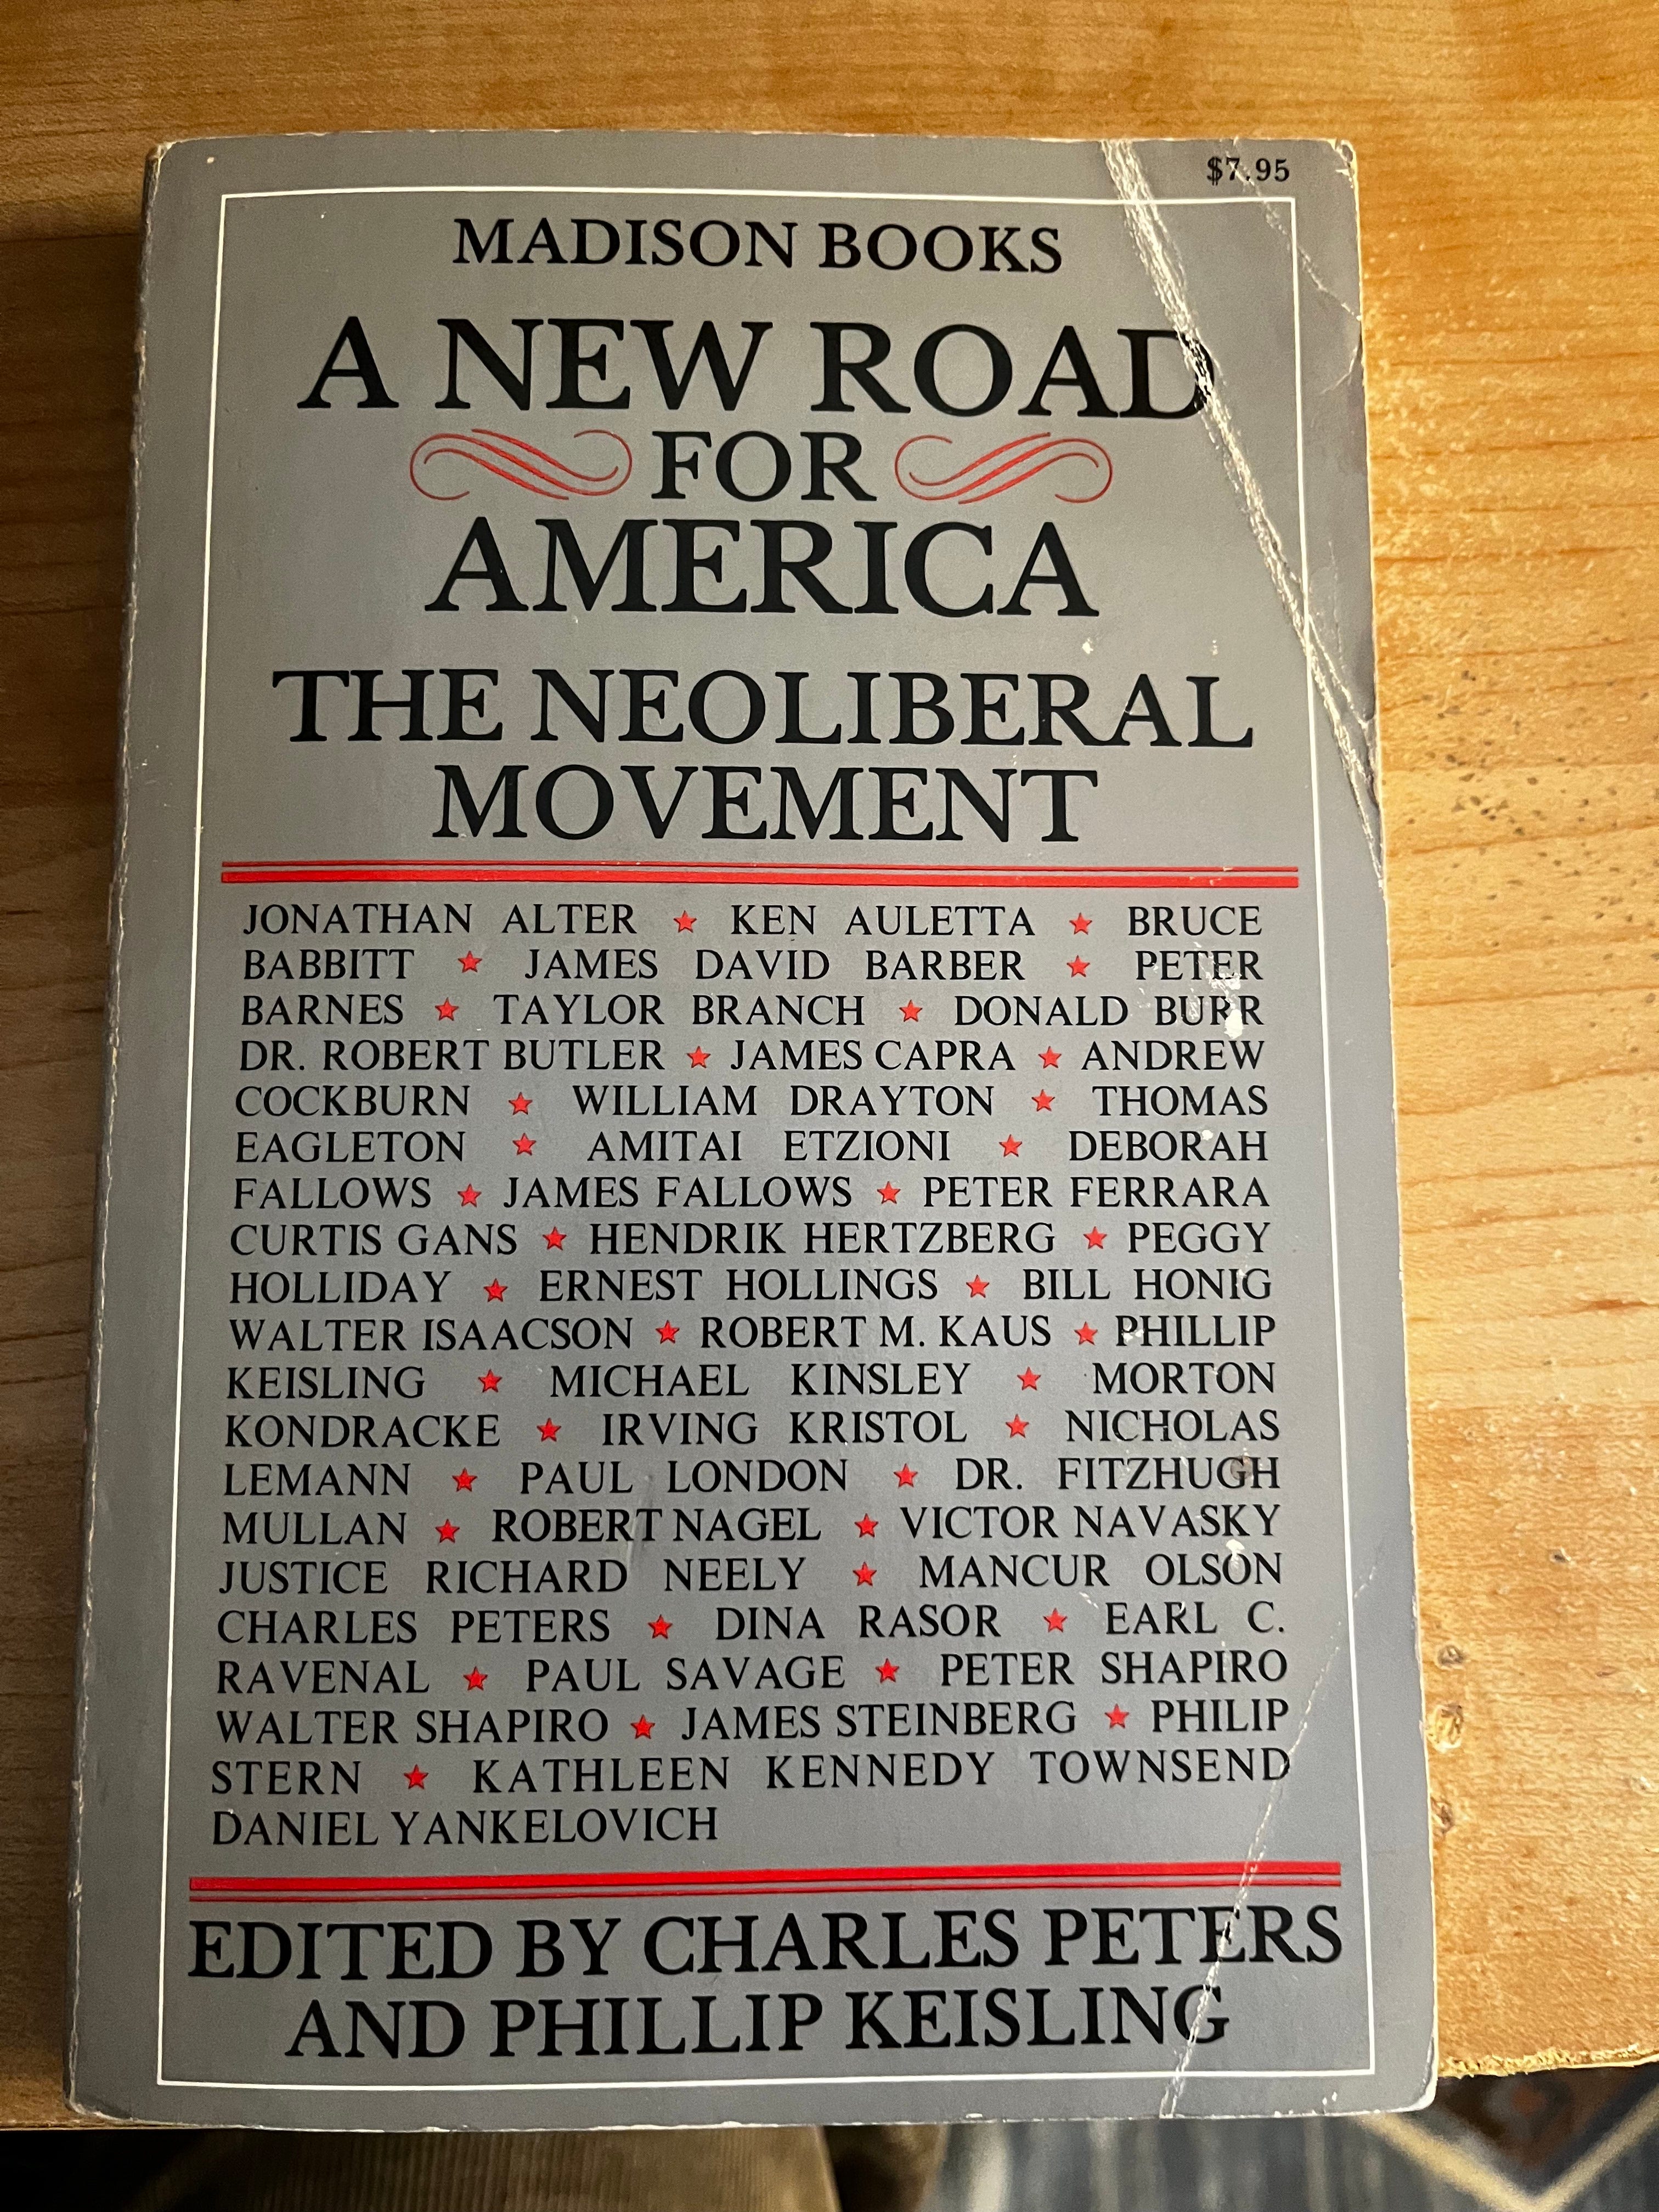 $7.95
MADISON BOOKS
A NEW ROAD
FOR
AMERICA
THE NEOLIBERAL
MOVEMENT
JONATHAN ALTER ★ KEN AULETTA ★ BRUCE
BABBITT ★ JAMES DAVID BARBER ★ PETER
BARNES ★ TAYLOR BRANCH ★ DONALD BURR
DR. ROBERT BUTLER ★ JAMES CAPRA ★ ANDREW
COCKBURN ★ WILLIAM DRAYTON ★ THOMAS
EAGLETON ★ AMITAI ETZIONI ★ DEBORAH
FALLOWS ★ JAMES FALLOWS ★ PETER FERRARA
CURTIS GANS ★ HENDRIK HERTZBERG ★ PEGGY
HOLLIDAY ★ ERNEST HOLLINGS ★ BILL HONIG
WALTER ISAACSON ★ ROBERT M. KAUS ★ PHILLIP
KEISLING ★ MICHAEL KINSLEY ★ MORTON
KONDRACKE ★ IRVING KRISTOL ★ NICHOLAS
LEMANN ★ PAUL LONDON ★ DR. FITZHUGH
MULLAN ★ ROBERT NAGEL ★ VICTOR NAVASKY
JUSTICE RICHARD NEELY ★ MANCUR OLSON
CHARLES PETERS ★ DINA RASOR ★ EARL C.
RAVENAL ★ PAUL SAVAGE ★ PETER SHAPIRO
WALTER SHAPIRO ★ JAMES STEINBERG ★ PHILIP
STERN ★ KATHLEEN KENNEDY TOWNSEND
DANIEL YANKELOVICH
EDITED BY CHARLES PETERS
AND PHILLIP KEISLING